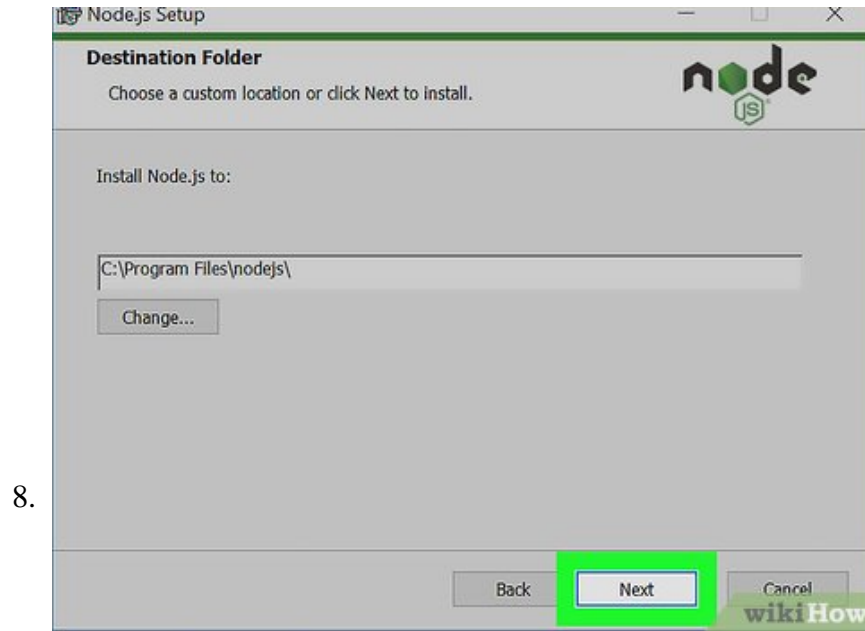 Node.js Setup
Destination Folder
Choose a custom location or click Next to install.
node
JS
Install Node.js to:
C:\Program Files\nodejs\
Change...
8.
Back Next Cancel
wikiHow